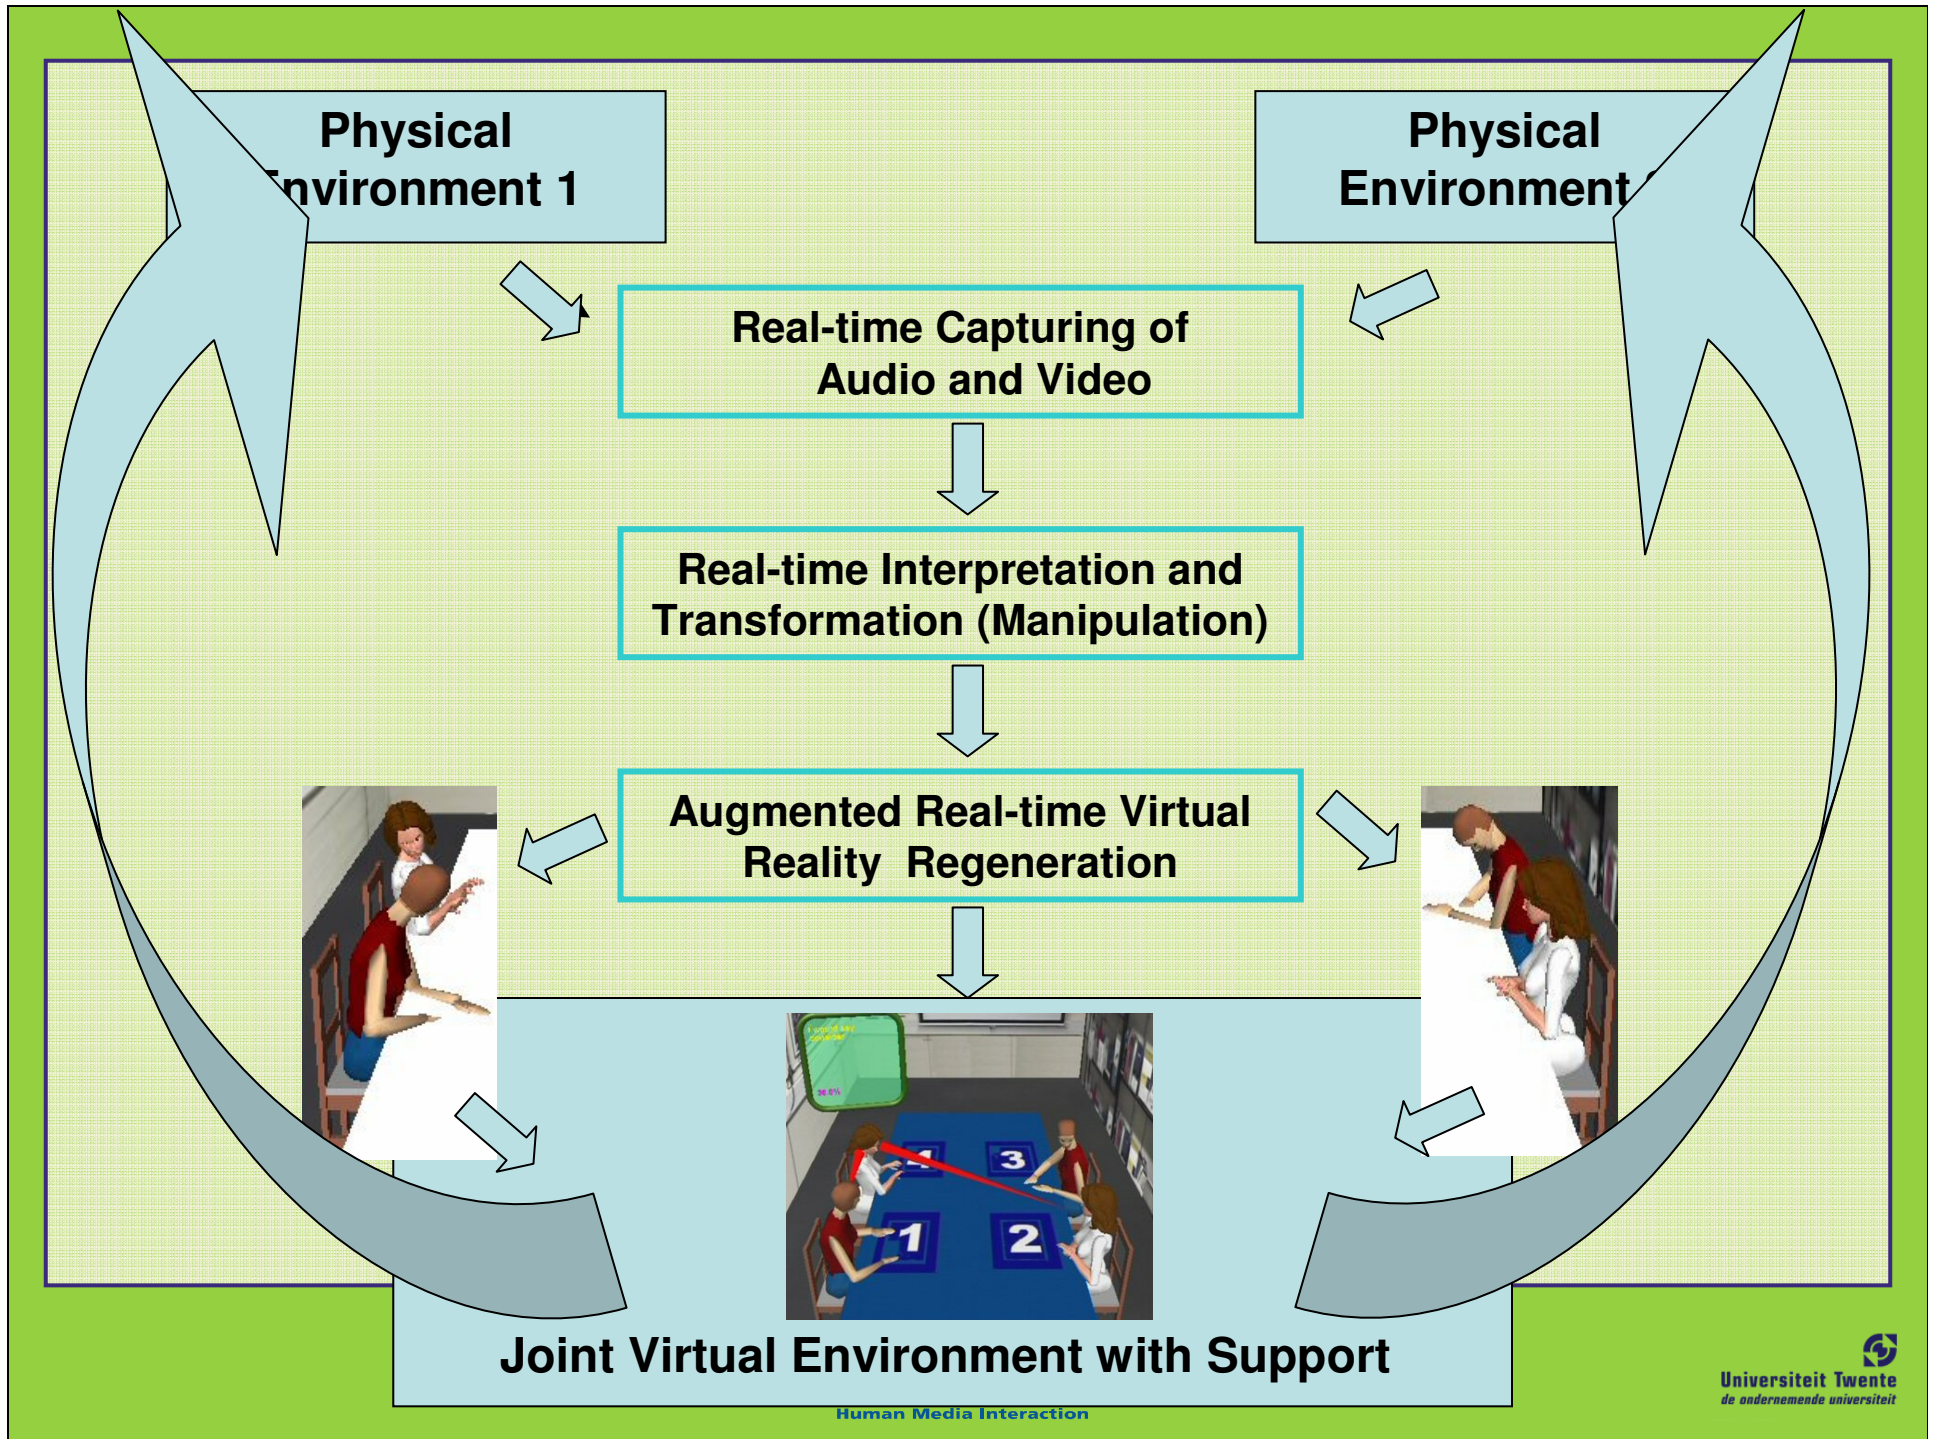 Physical
Environment 1
Physical
Environment
Real-time Capturing of
Audio and Video
Real-time Interpretation and
Transformation (Manipulation)
Augmented Real-time Virtual
Reality Regeneration
4
3
1
2
Joint Virtual Environment with Support
Human Media Interaction
Universiteit Twente
de ondernemende universiteit